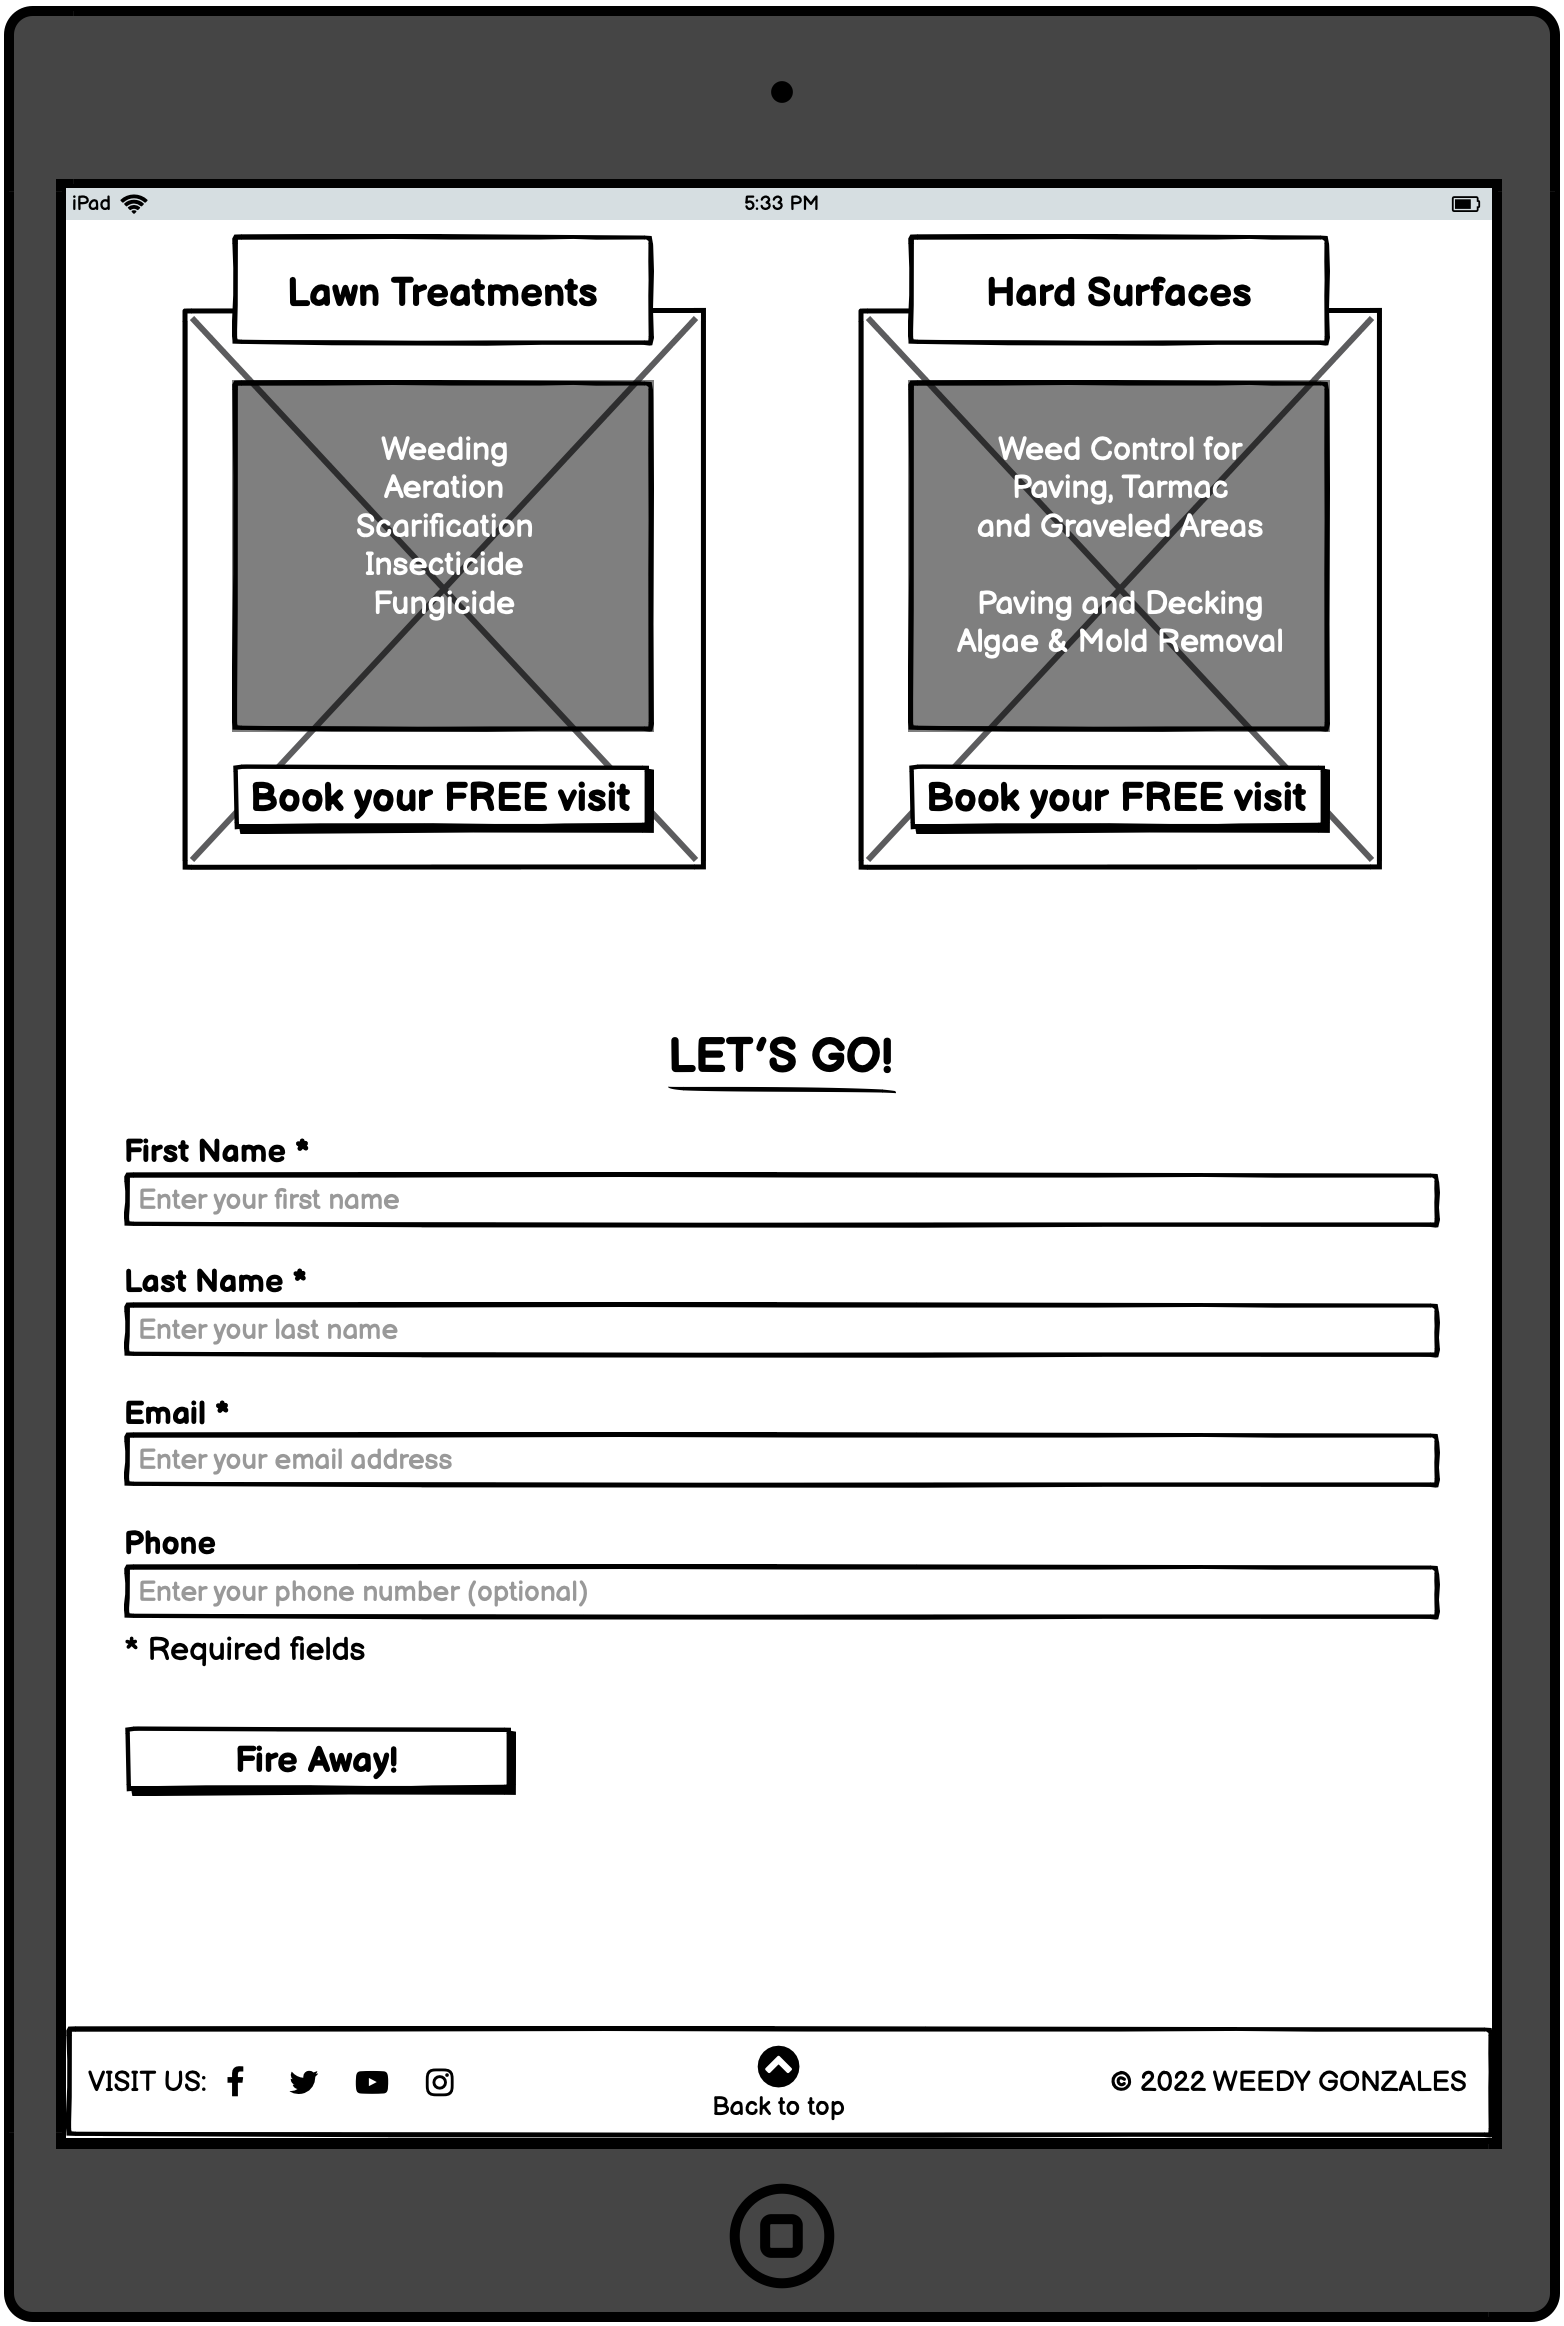 iPad
5:33 PM
Lawn Treatments
Weeding
Aeration
Scarification
Insecticide
Fungicide
Book your FREE visit
Hard Surfaces
Weed Control for
Paving, Tarmac
and Graveled Areas
Paving and Decking
Algae & Mold Removal
Book your FREE visit
LET'S GO!
First Name *
Enter your first name
Last Name *
Enter your last name
Email *
Enter your email address
Phone
Enter your phone number (optional)
* Required fields
Fire Away!
VISIT US:
Back to top
© 2022 WEEDY GONZALES